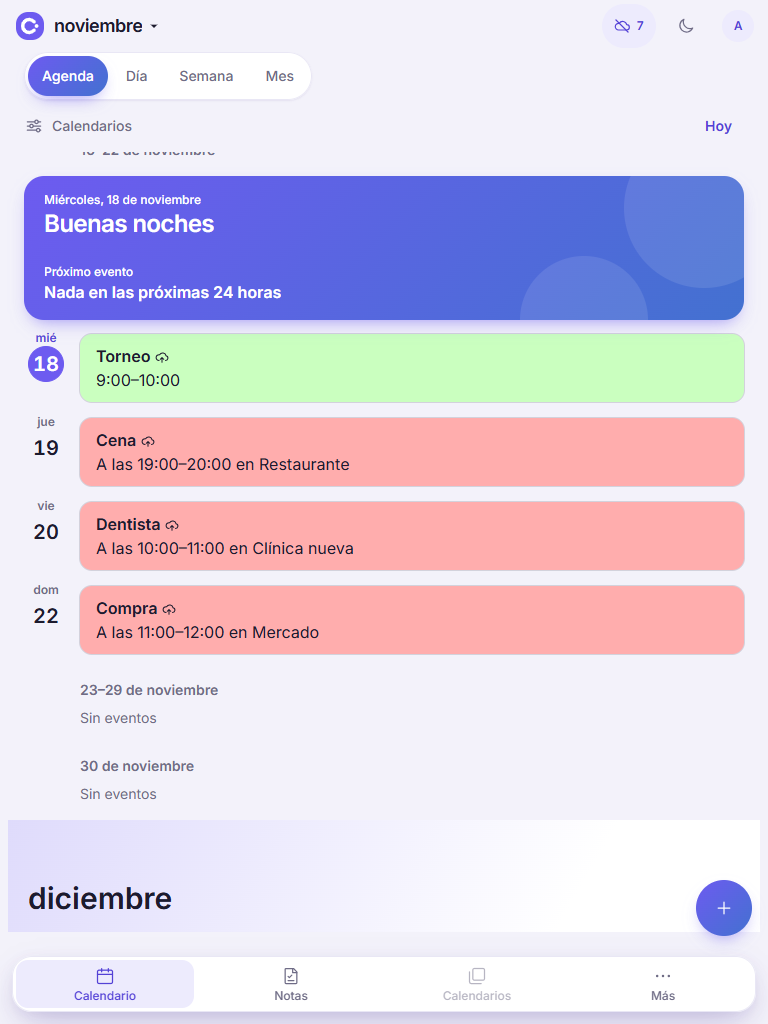 noviembre
7
A
Agenda
Día
Semana
Mes
Calendarios
Hoy
Miércoles, 18 de noviembre
Buenas noches
Próximo evento
Nada en las próximas 24 horas
mié
18
Torneo
9:00–10:00
jue
19
Cena
A las 19:00–20:00 en Restaurante
vie
20
Dentista
A las 10:00–11:00 en Clínica nueva
dom
22
Compra
A las 11:00–12:00 en Mercado
23–29 de noviembre
Sin eventos
30 de noviembre
Sin eventos
diciembre
Calendario
Notas
Calendarios
Más